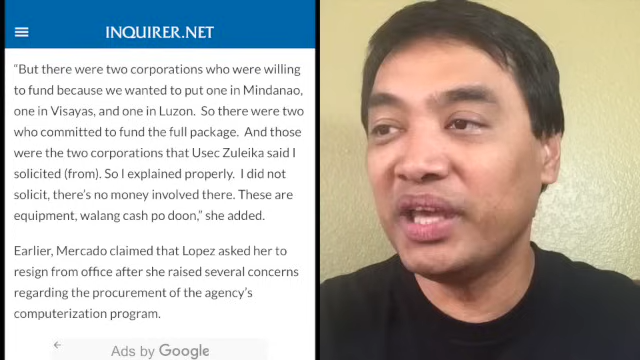 INQUIRER.NET
“But there were two corporations who were willing
to fund because we wanted to put one in Mindanao,
one in Visayas, and one in Luzon.  So there were two
who committed to fund the full package.  And those
were the two corporations that Usec Zuleika said I
solicited (from). So I explained properly.  I did not
solicit, there’s no money involved there. These are
equipment, walang cash po doon,” she added.
Earlier, Mercado claimed that Lopez asked her to
resign from office after she raised several concerns
regarding the procurement of the agency’s
computerization program.
Ads by Google